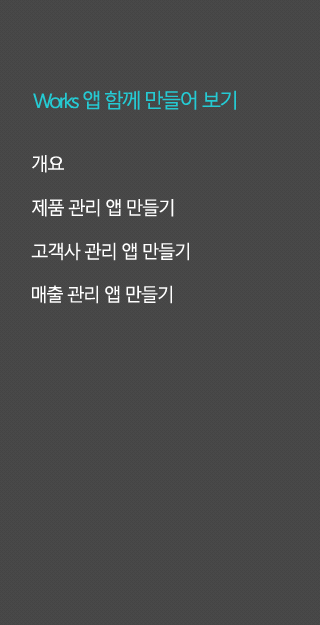 Works 앱 함께 만들어 보기
개요
제품 관리 앱 만들기
고객사 관리 앱 만들기
매출 관리 앱 만들기